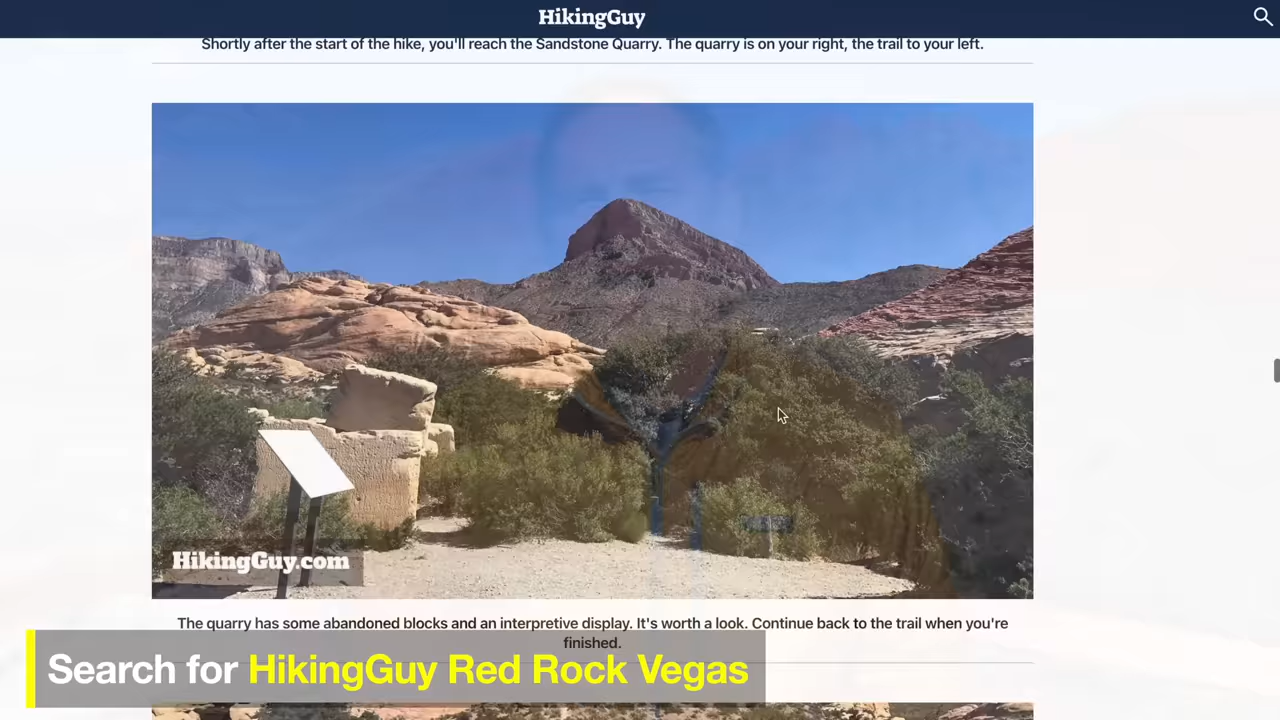 HikingGuy
Shortly after the start of the hike, you'll reach the Sandstone Quarry. The quarry is on your right, the trail to your left.
HikingGuy.com
The quarry has some abandoned blocks and an interpretive display. It's worth a look. Continue back to the trail when you're
finished.
Search for HikingGuy Red Rock Vegas